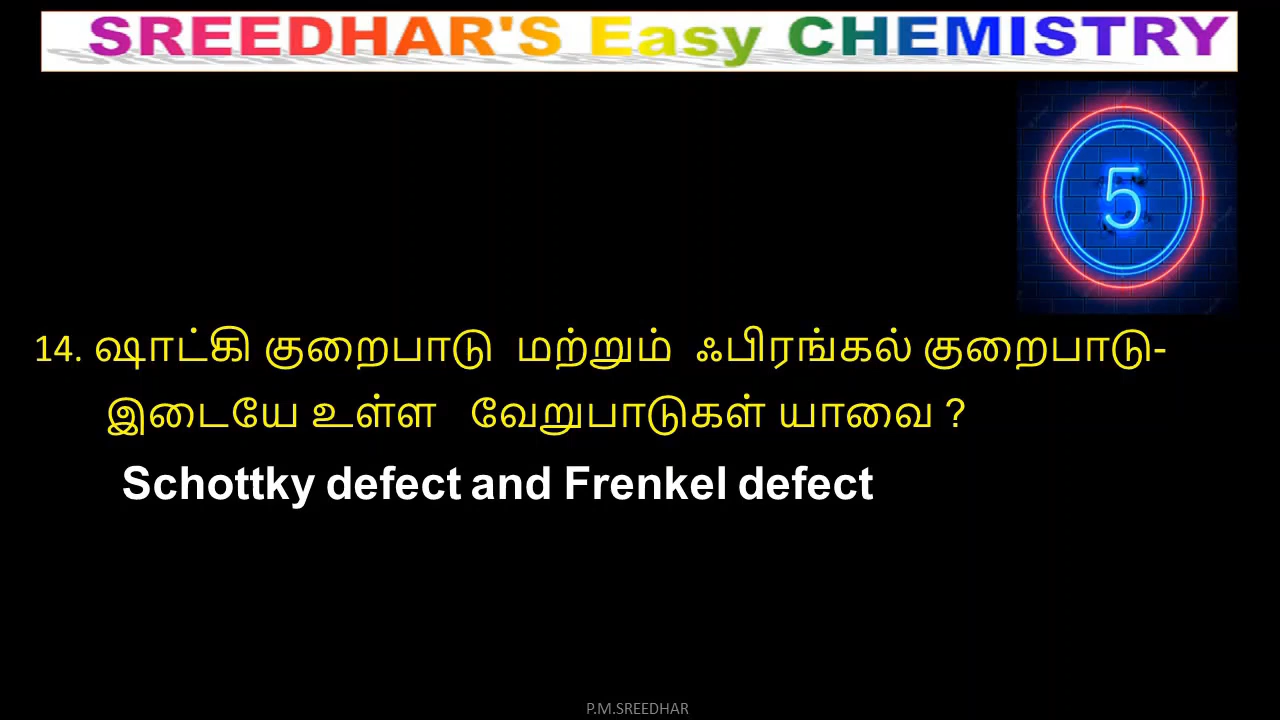 SREEDHAR'S Easy CHEMISTRY
5
14. ஷாட்கி குறைபாடு மற்றும் ஃபிரங்கல் குறைபாடு-
இடையே உள்ள வேறுபாடுகள் யாவை ?
Schottky defect and Frenkel defect
P.M.SREEDHAR